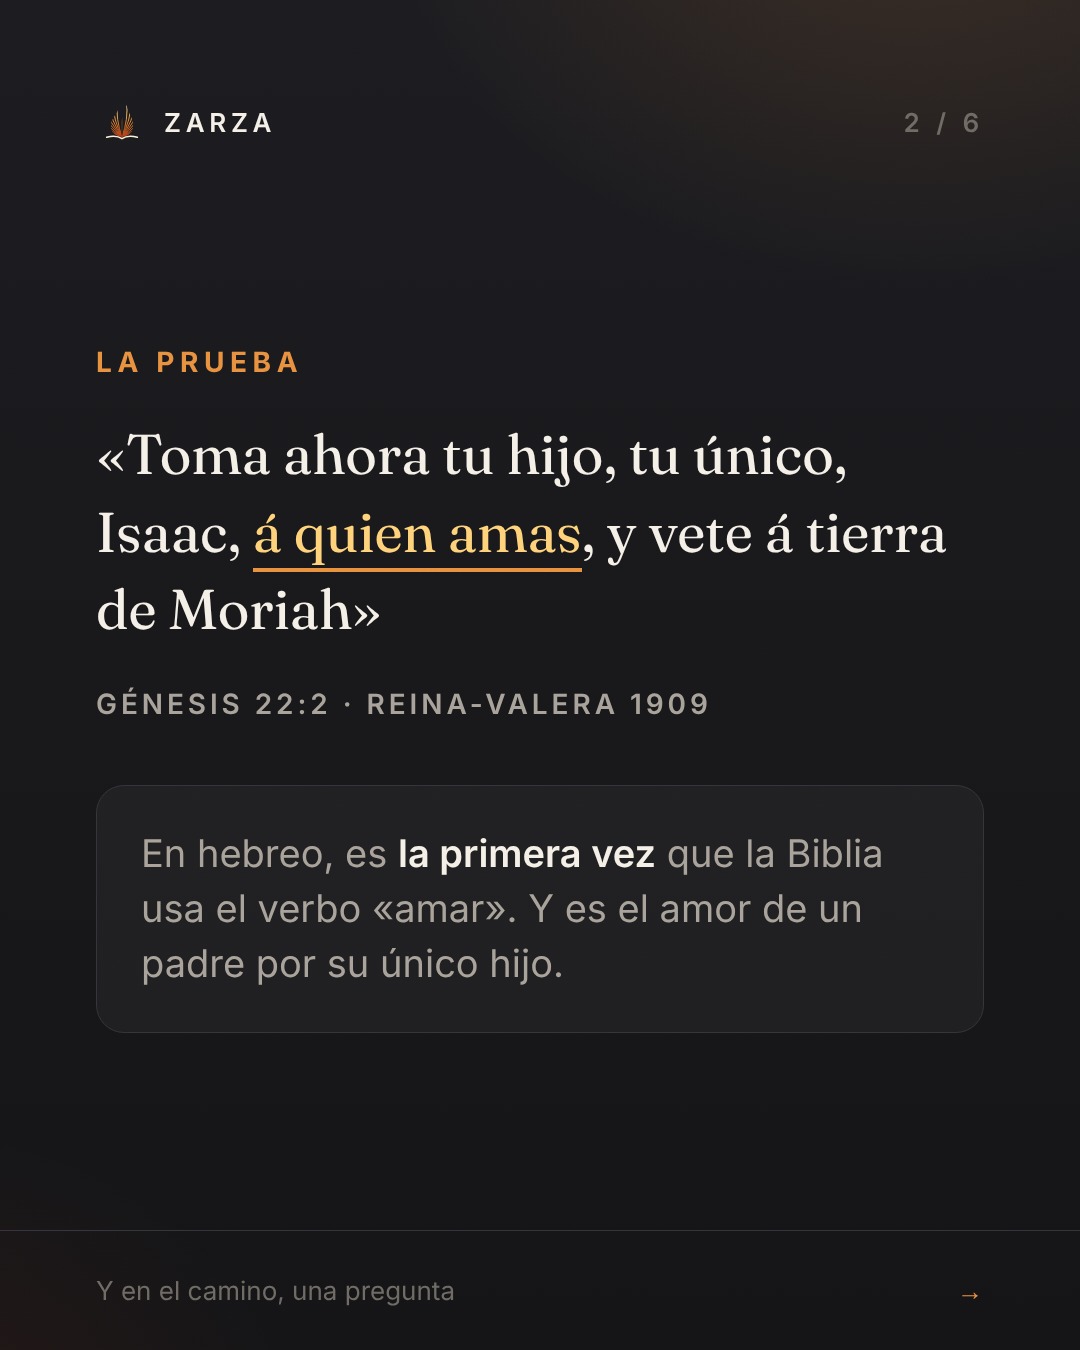 ZARZA
2 / 6
LA PRUEBA
«Toma ahora tu hijo, tu único,
Isaac, á quien amas, y vete á tierra
de Moriah»
GÉNESIS 22:2 · REINA-VALERA 1909
En hebreo, es la primera vez que la Biblia
usa el verbo «amar». Y es el amor de un
padre por su único hijo.
Y en el camino, una pregunta
→